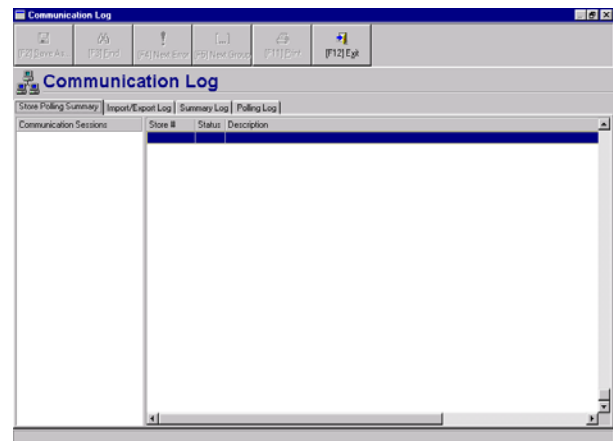 Communication Log
[F2] Save As... [F3] Find [F4] Next Error [F5] Next Group [F11] Print [F12] Exit
Communication Log
Store Polling Summary Import/Export Log Summary Log Polling Log
Communication Sessions Store # Status Description